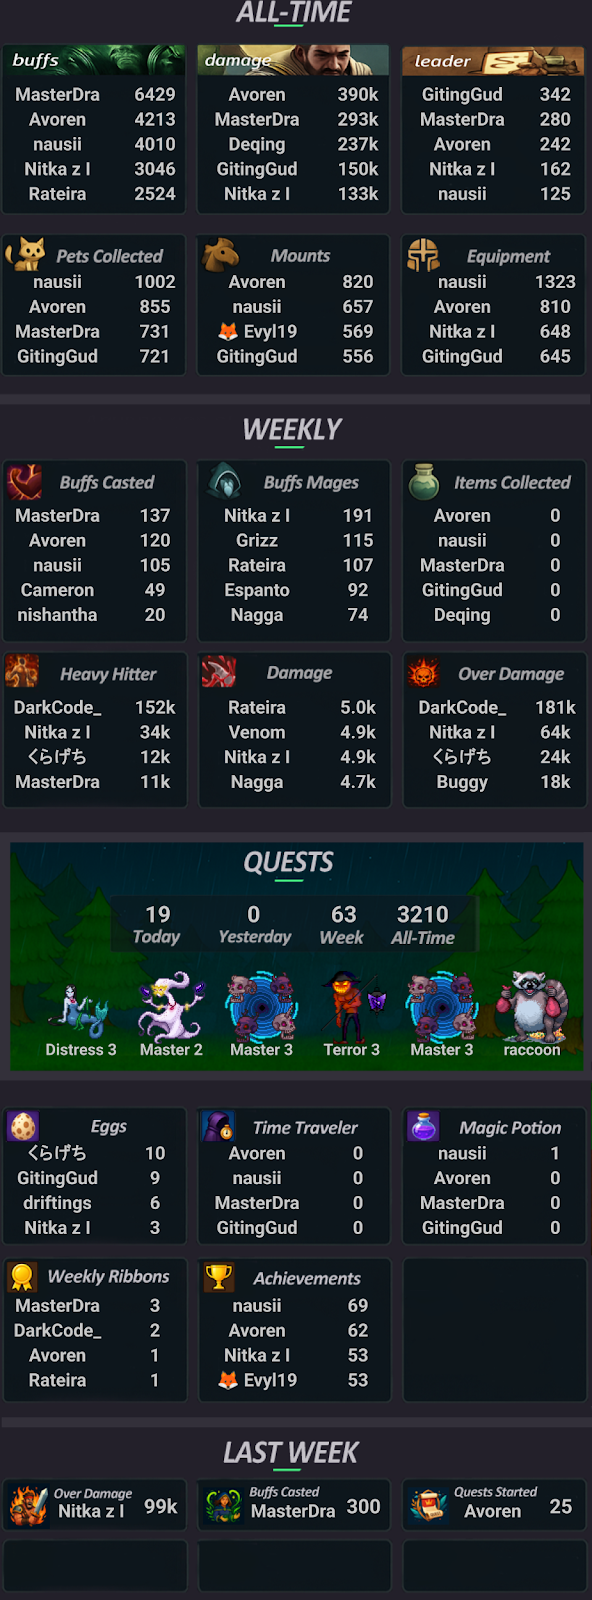 ALL-TIME
buffs
MasterDra 6429
Avoren 4213
nausii 4010
Nitka z l 3046
Rateira 2524
damage
Avoren 390k
MasterDra 293k
Deqing 237k
GitingGud 150k
Nitka z l 133k
leader
GitingGud 342
MasterDra 280
Avoren 242
Nitka z l 162
nausii 125
Pets Collected
nausii 1002
Avoren 855
MasterDra 731
GitingGud 721
Mounts
Avoren 820
nausii 657
🦊 Evyl19 569
GitingGud 556
Equipment
nausii 1323
Avoren 810
Nitka z l 648
GitingGud 645
WEEKLY
Buffs Casted
MasterDra 137
Avoren 120
nausii 105
Cameron 49
nishantha 20
Buffs Mages
Nitka z l 191
Grizz 115
Rateira 107
Espanto 92
Nagga 74
Items Collected
Avoren 0
nausii 0
MasterDra 0
GitingGud 0
Deqing 0
Heavy Hitter
DarkCode_ 152k
Nitka z l 34k
くらげち 12k
MasterDra 11k
Damage
Rateira 5.0k
Venom 4.9k
Nitka z l 4.9k
Nagga 4.7k
Over Damage
DarkCode_ 181k
Nitka z l 64k
くらげち 24k
Buggy 18k
QUESTS
19 0 63 3210
Today Yesterday Week All-Time
Distress 3 Master 2 Master 3 Terror 3 Master 3 raccoon
Eggs
くらげち 10
GitingGud 9
driftings 6
Nitka z l 3
Time Traveler
Avoren 0
nausii 0
MasterDra 0
GitingGud 0
Magic Potion
nausii 1
Avoren 0
MasterDra 0
GitingGud 0
Weekly Ribbons
MasterDra 3
DarkCode_ 2
Avoren 1
Rateira 1
Achievements
nausii 69
Avoren 62
Nitka z l 53
🦊 Evyl19 53
LAST WEEK
Over Damage
Nitka z l 99k
Buffs Casted
MasterDra 300
Quests Started
Avoren 25